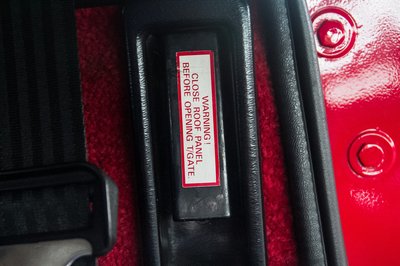 WARNING!
CLOSE ROOF PANEL
BEFORE OPENING T/GATE.